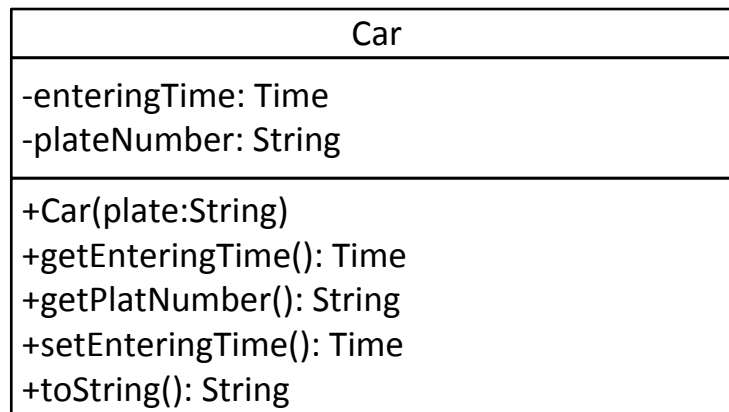 Car
-enteringTime: Time
-plateNumber: String
+Car(plate:String)
+getEnteringTime(): Time
+getPlatNumber(): String
+setEnteringTime(): Time
+toString(): String